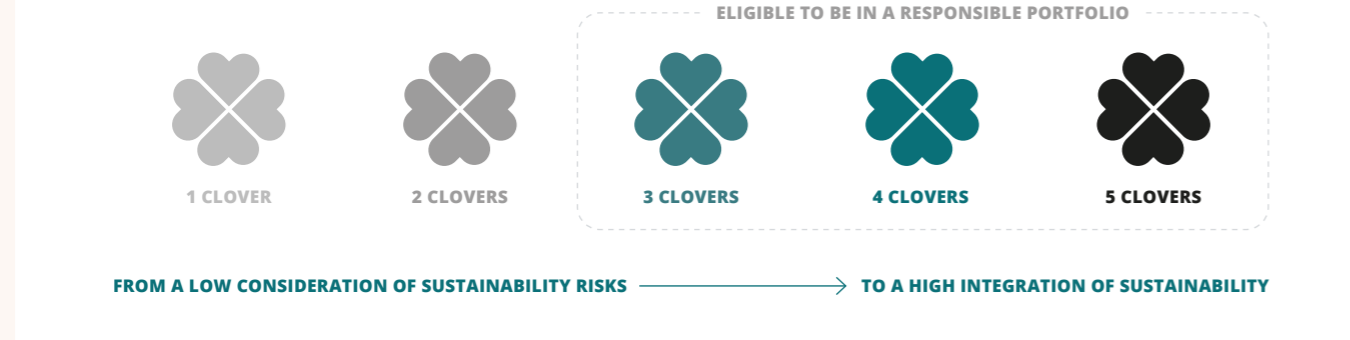 ELIGIBLE TO BE IN A RESPONSIBLE PORTFOLIO
1 CLOVER
2 CLOVERS
3 CLOVERS
4 CLOVERS
5 CLOVERS
FROM A LOW CONSIDERATION OF SUSTAINABILITY RISKS
TO A HIGH INTEGRATION OF SUSTAINABILITY